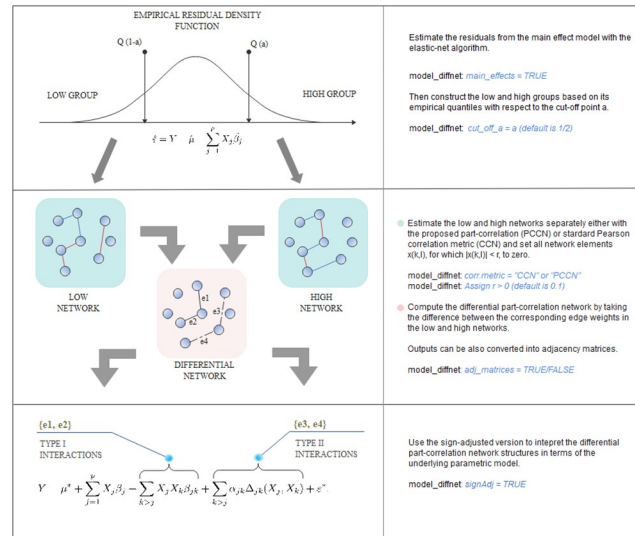 EMPIRICAL RESIDUAL DENSITY
FUNCTION
Q (1-a)
Q (a)
LOW GROUP
HIGH GROUP
Estimate the residuals from the main effect model with the
elastic-net algorithm.
model_diffnet: main_effects = TRUE
Then construct the low and high groups based on its
empirical quantiles with respect to the cut-off point a.
model_diffnet: cut_off_a = a (default is 1/2)
LOW
NETWORK
HIGH
NETWORK
e1
e2
e3
e4
DIFFERENTIAL
NETWORK
Estimate the low and high networks separately either with
the proposed part-correlation (PCCN) or stardard Pearson
correlation metric (CCN) and set all network elements
x(k,l), for which |x(k,l)| < r, to zero.
model_diffnet: corr.metric = "CCN" or "PCCN"
model_diffnet: Assign r > 0 (default is 0.1)
Compute the differential part-correlation network by taking
the difference between the corresponding edge weights in
the low and high networks.
Outputs can be also converted into adjacency matrices.
model_diffnet: adj_matrices = TRUE/FALSE
{e1, e2}
TYPE I
INTERACTIONS
{e3, e4}
TYPE II
INTERACTIONS
Use the sign-adjusted version to intepret the differential
part-correlation network structures in terms of the
underlying parametric model.
model_diffnet: signAdj = TRUE